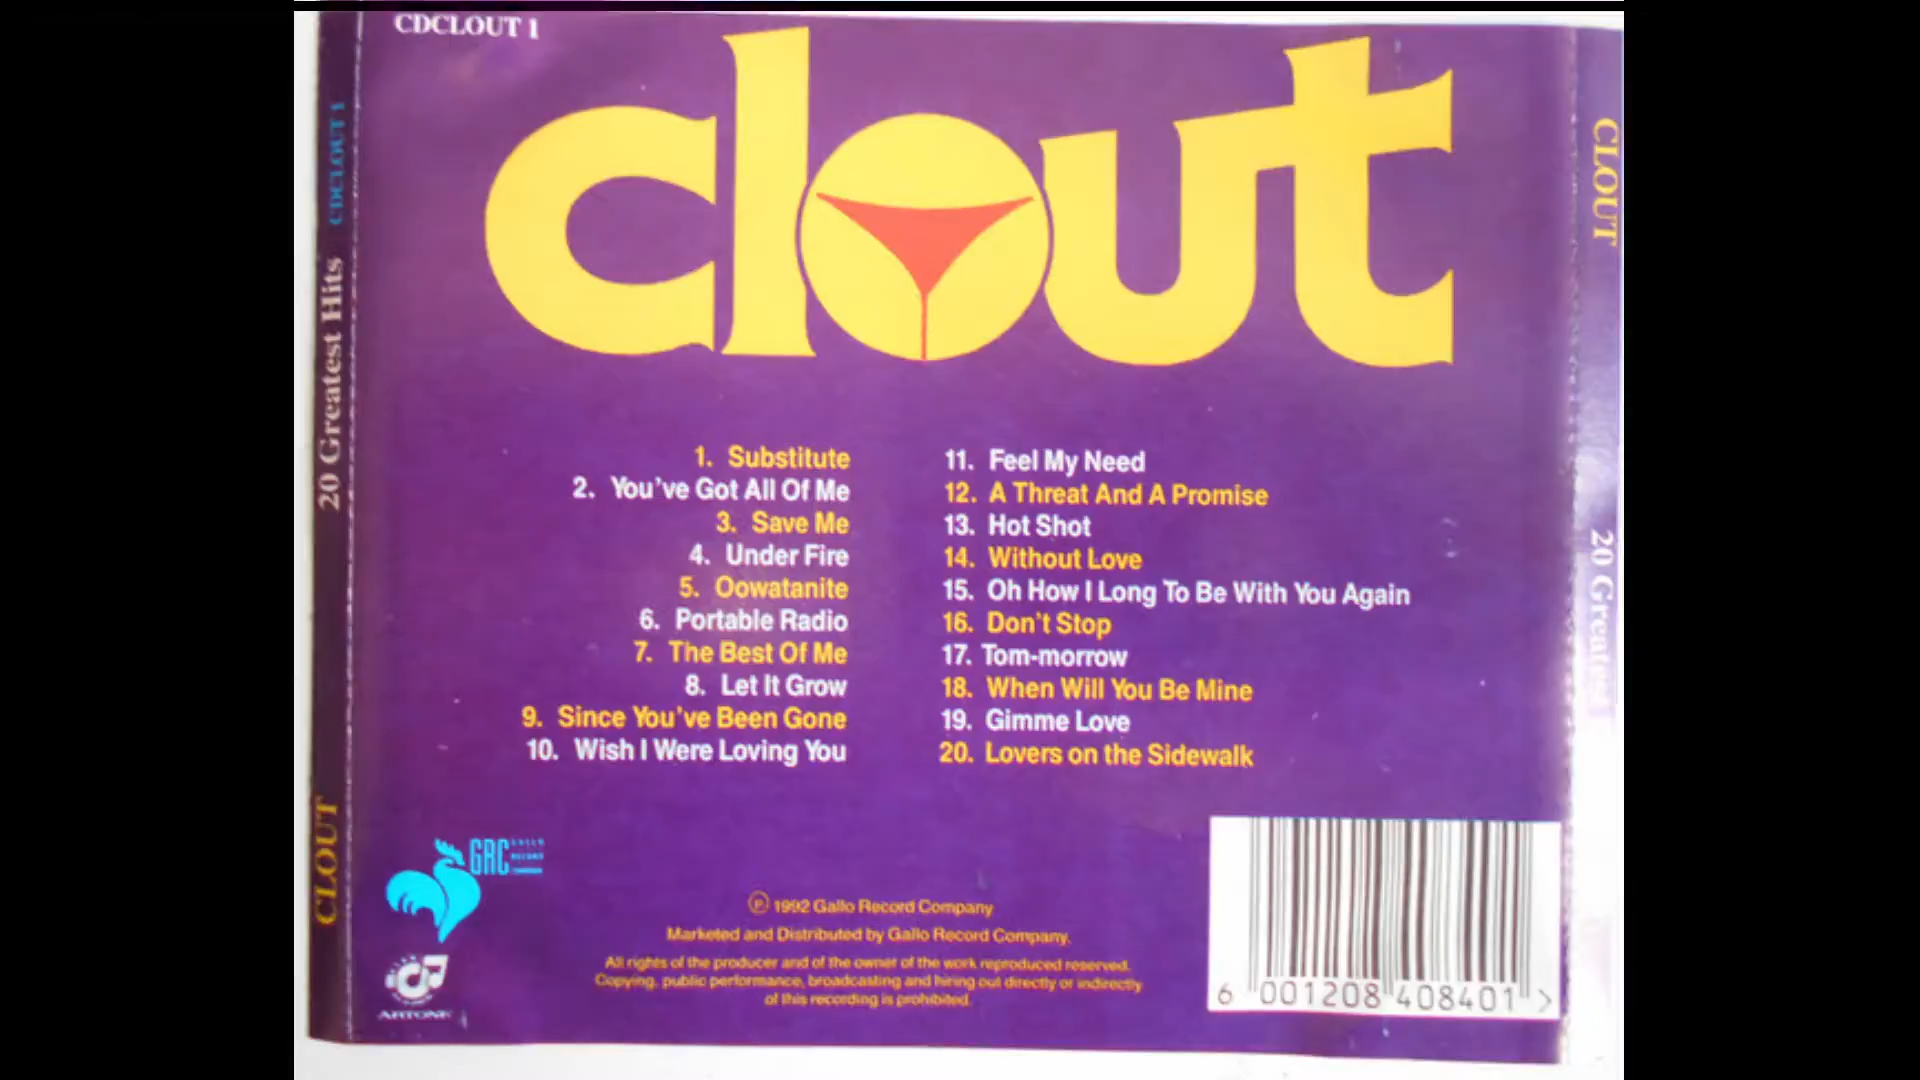 CDCLOUT 1
clout
1. Substitute
2. You've Got All Of Me
3. Save Me
4. Under Fire
5. Oowatanite
6. Portable Radio
7. The Best Of Me
8. Let It Grow
9. Since You've Been Gone
10. Wish I Were Loving You
11. Feel My Need
12. A Threat And A Promise
13. Hot Shot
14. Without Love
15. Oh How I Long To Be With You Again
16. Don't Stop
17. Tom-morrow
18. When Will You Be Mine
19. Gimme Love
20. Lovers on the Sidewalk
GRC
ARTONE
℗ 1992 Gallo Record Company
Marketed and Distributed by Gallo Record Company.
All rights of the producer and of the owner of the work reproduced reserved.
Copying, public performance, broadcasting and hiring out directly or indirectly
of this recording is prohibited.
6 001208 408401 >
CLOUT 20 Greatest Hits CDCLOUT 1
CLOUT 20 Greatest